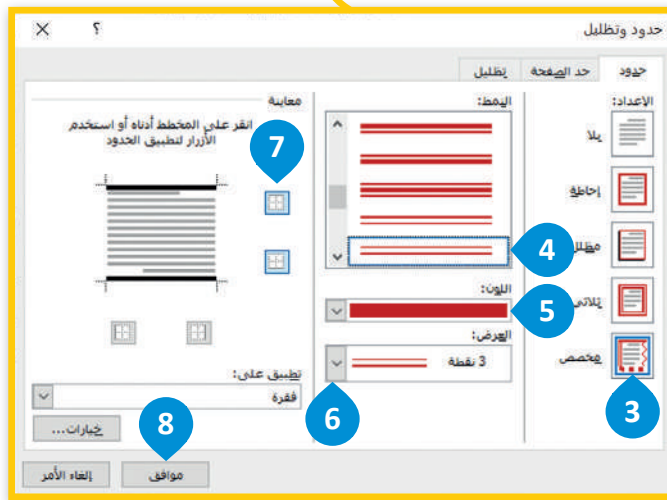 حدود وتظليل
؟
حدود
حد الصفحة
تظليل
الإعداد:
بلا
إحاطة
ثلاثي
مخصص
3
النمط:
4
اللون:
5
العرض:
3 نقطة
6
معاينة
انقر على المخطط أدناه أو استخدم
الأزرار لتطبيق الحدود
7
تطبيق على:
فقرة
خيارات...
8
موافق
إلغاء الأمر